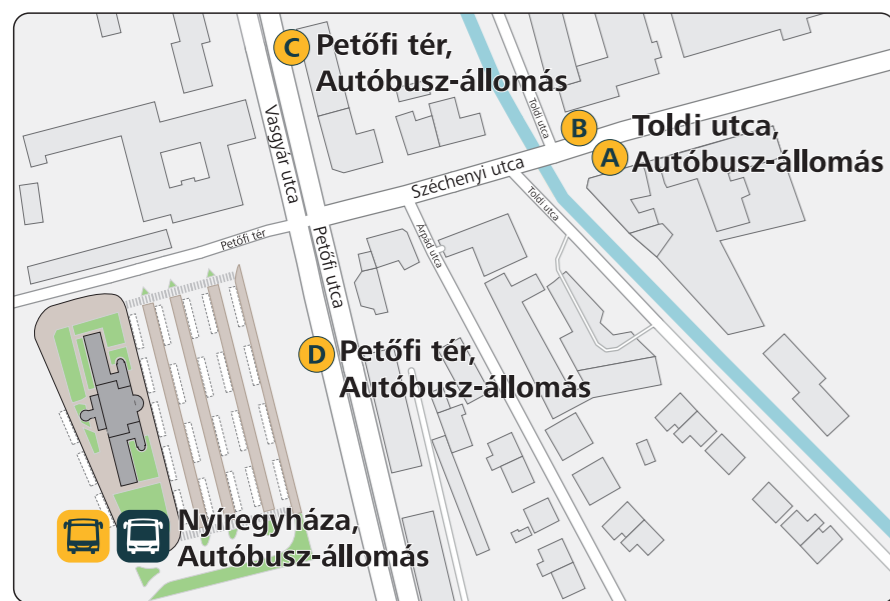 C
Petőfi tér,
Autóbusz-állomás
B
A
Toldi utca,
Autóbusz-állomás
Vasgyár utca
Toldi utca
Széchenyi utca
Toldi utca
Petőfi tér
Petőfi utca
Árpád utca
D
Petőfi tér,
Autóbusz-állomás
Nyíregyháza,
Autóbusz-állomás